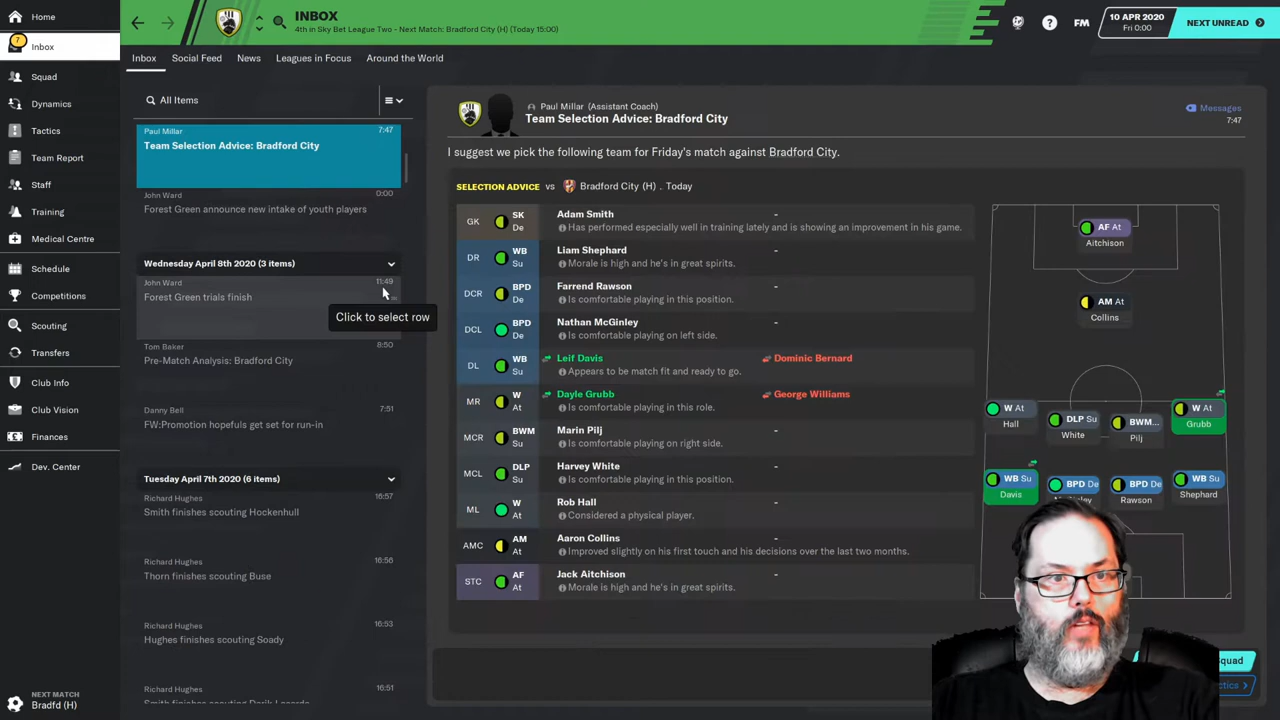 Home
Inbox
7
Squad
Dynamics
Tactics
Team Report
Staff
Training
Medical Centre
Schedule
Competitions
Scouting
Transfers
Club Info
Club Vision
Finances
Dev. Center
NEXT MATCH
Bradfd (H)
INBOX
4th in Sky Bet League Two - Next Match: Bradford City (H) (Today 15:00)
?
FM
10 APR 2020
Fri 0:00
NEXT UNREAD
Inbox
Social Feed
News
Leagues in Focus
Around the World
All Items
Paul Millar 7:47
Team Selection Advice: Bradford City
John Ward 0:00
Forest Green announce new intake of youth players
Wednesday April 8th 2020 (3 items)
John Ward 11:49
Forest Green trials finish
Click to select row
Tom Baker 8:50
Pre-Match Analysis: Bradford City
Danny Bell 7:51
FW:Promotion hopefuls get set for run-in
Tuesday April 7th 2020 (6 items)
Richard Hughes 16:57
Smith finishes scouting Hockenhull
Richard Hughes 16:56
Thorn finishes scouting Buse
Richard Hughes 16:53
Hughes finishes scouting Soady
Richard Hughes 16:51
Paul Millar (Assistant Coach)
Team Selection Advice: Bradford City
Messages
7:47
I suggest we pick the following team for Friday's match against Bradford City.
SELECTION ADVICE vs Bradford City (H) . Today
GK SK De Adam Smith -
Has performed especially well in training lately and is showing an improvement in his game.
DR WB Su Liam Shephard -
Morale is high and he's in great spirits.
DCR BPD De Farrend Rawson -
Is comfortable playing in this position.
DCL BPD De Nathan McGinley -
Is comfortable playing on left side.
DL WB Su Leif Davis Dominic Bernard
Appears to be match fit and ready to go.
MR W At Dayle Grubb George Williams
Is comfortable playing in this role.
MCR BWM Su Marin Pilj -
Is comfortable playing on right side.
MCL DLP Su Harvey White -
Is comfortable playing in this position.
ML W At Rob Hall -
Considered a physical player.
AMC AM At Aaron Collins -
Improved slightly on his first touch and his decisions over the last two months.
STC AF At Jack Aitchison -
Morale is high and he's in great spirits.
AF At
Aitchison
AM At
Collins
W At
Hall
DLP Su
White
BWM...
Pilj
W At
Grubb
WB Su
Davis
BPD De
BPD De
Rawson
WB Su
Shephard
quad
ctics